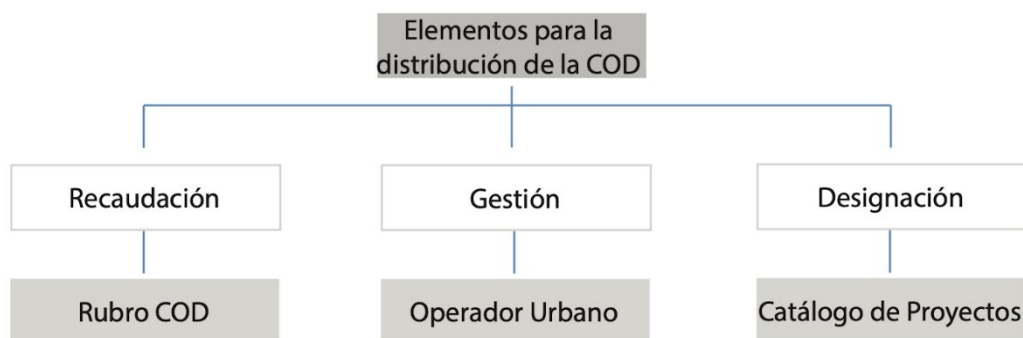 Elementos para la
distribución de la COD
Recaudación
Gestión
Designación
Rubro COD
Operador Urbano
Catálogo de Proyectos